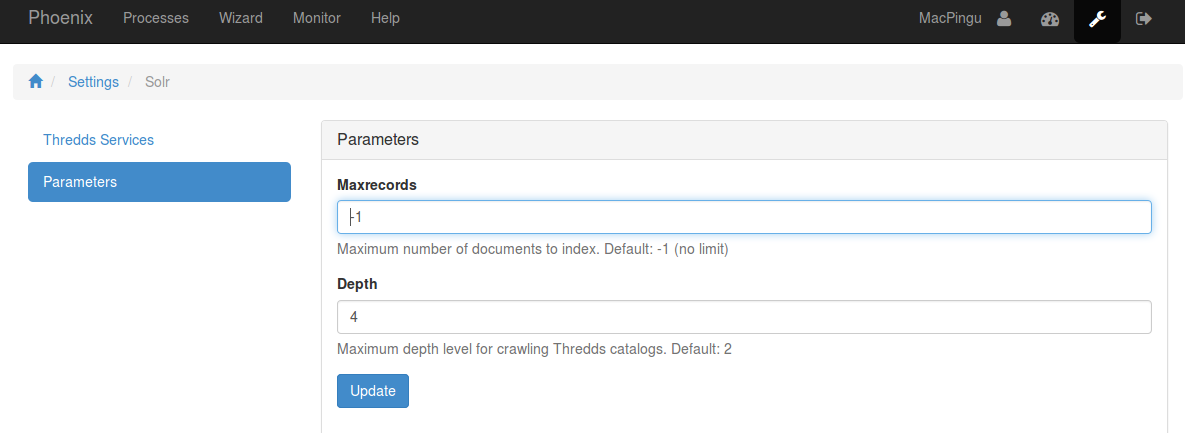 Phoenix Processes Wizard Monitor Help MacPingu
/ Settings / Solr
Thredds Services
Parameters
Parameters
Maxrecords
-1
Maximum number of documents to index. Default: -1 (no limit)
Depth
4
Maximum depth level for crawling Thredds catalogs. Default: 2
Update